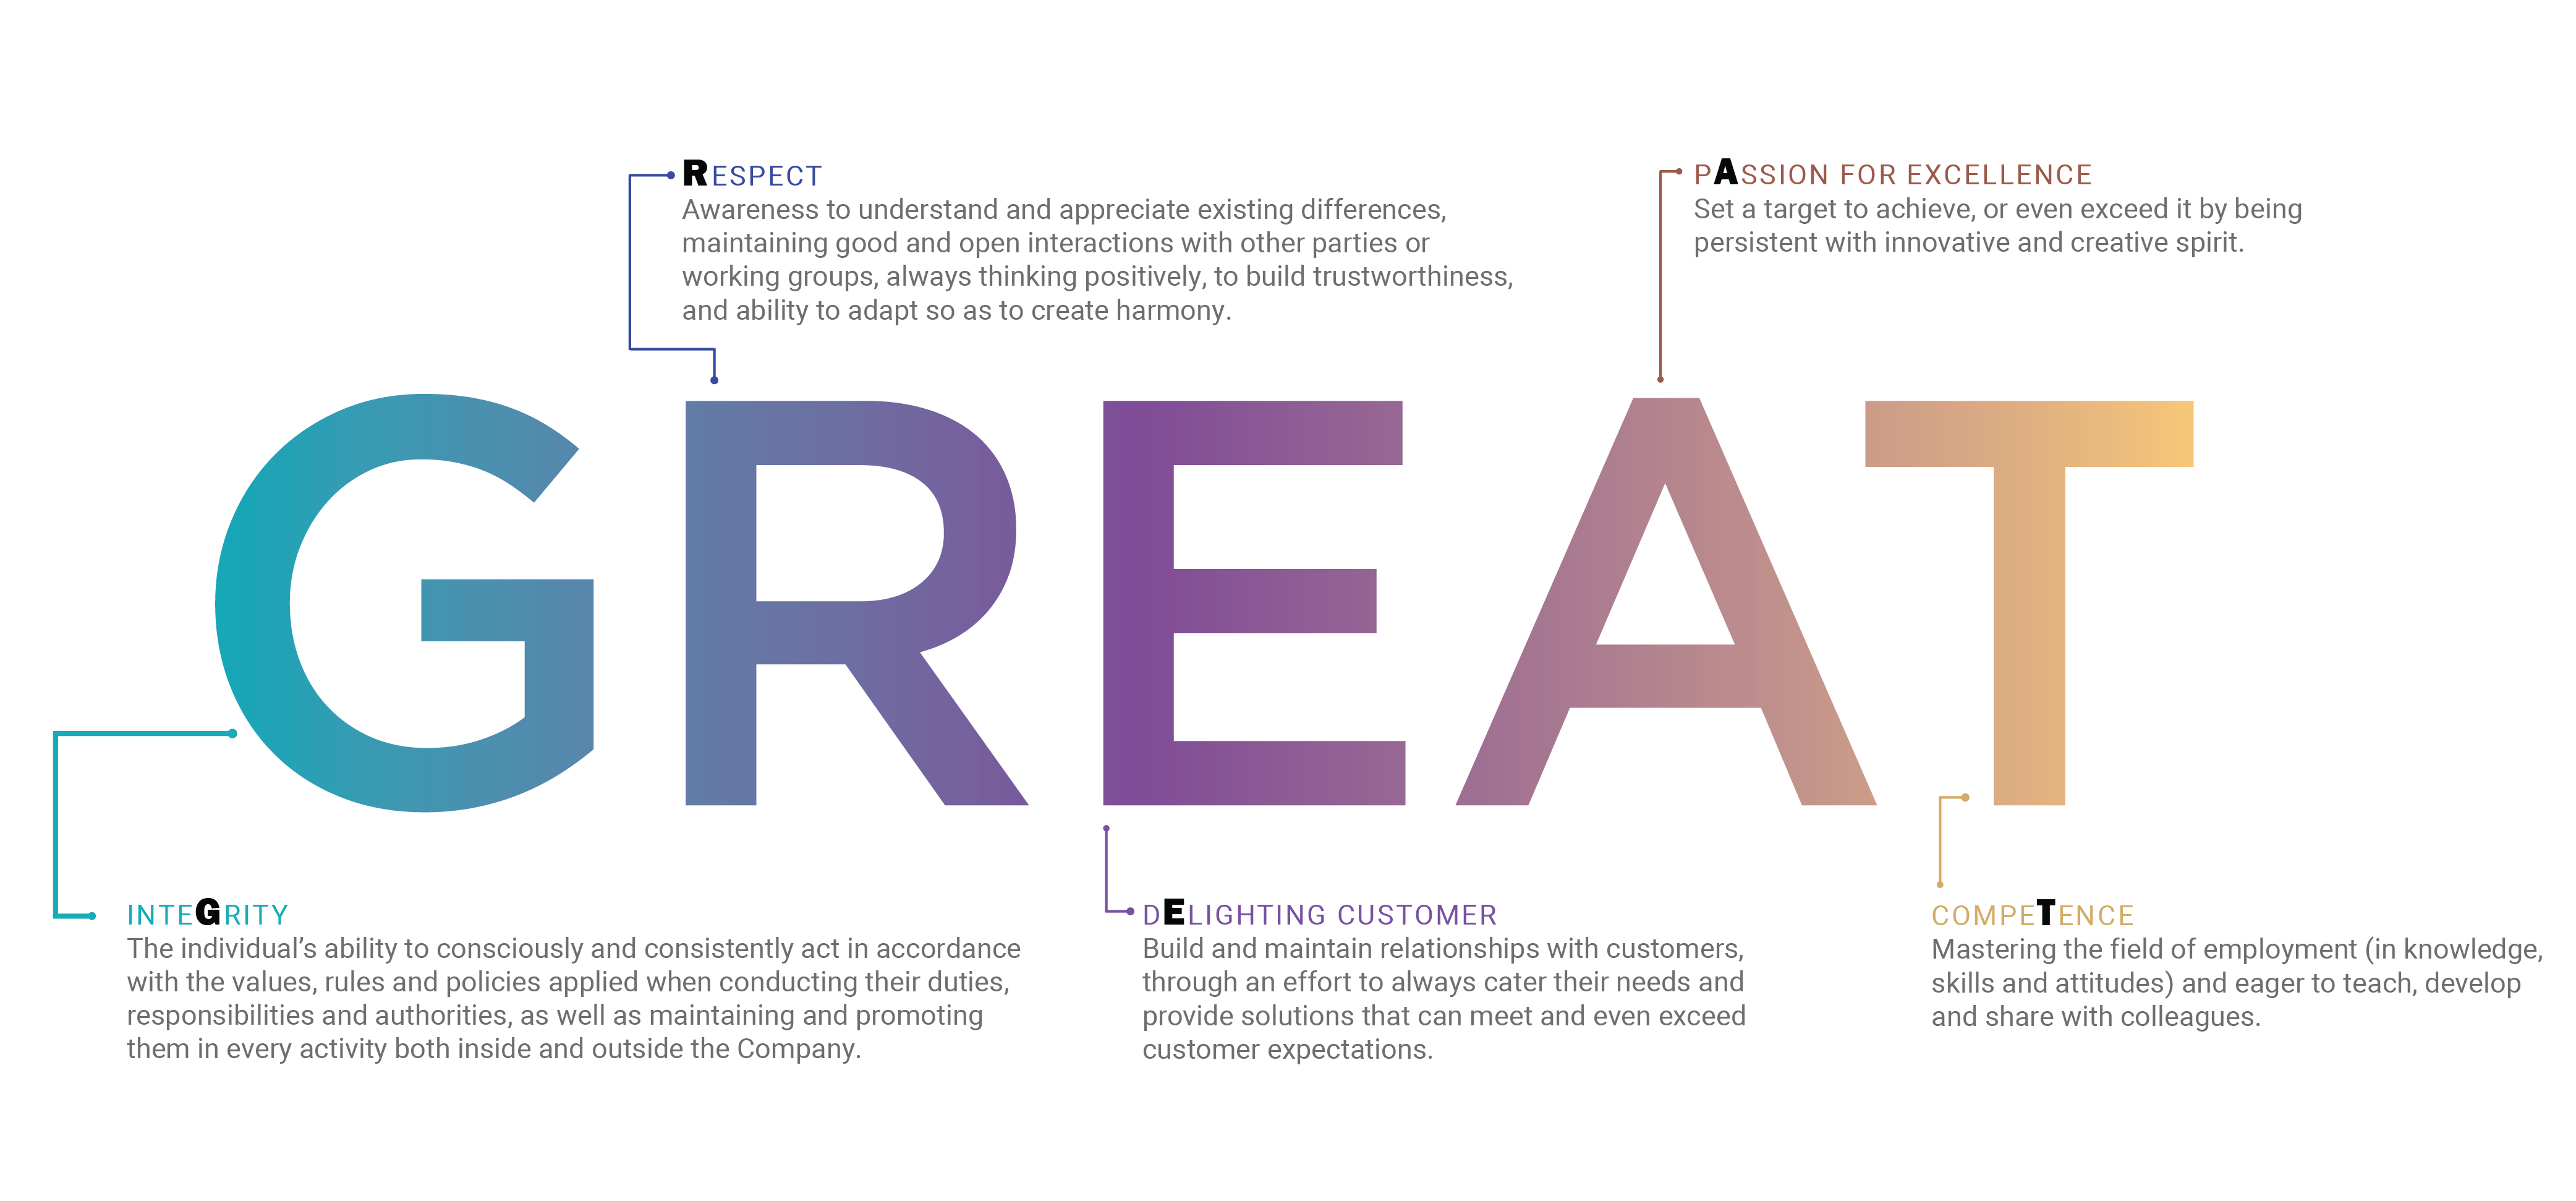 RESPECT
Awareness to understand and appreciate existing differences,
maintaining good and open interactions with other parties or
working groups, always thinking positively, to build trustworthiness,
and ability to adapt so as to create harmony.
PASSION FOR EXCELLENCE
Set a target to achieve, or even exceed it by being
persistent with innovative and creative spirit.
GREAT
INTEGRITY
The individual’s ability to consciously and consistently act in accordance
with the values, rules and policies applied when conducting their duties,
responsibilities and authorities, as well as maintaining and promoting
them in every activity both inside and outside the Company.
DELIGHTING CUSTOMER
Build and maintain relationships with customers,
through an effort to always cater their needs and
provide solutions that can meet and even exceed
customer expectations.
COMPETENCE
Mastering the field of employment (in knowledge,
skills and attitudes) and eager to teach, develop
and share with colleagues.